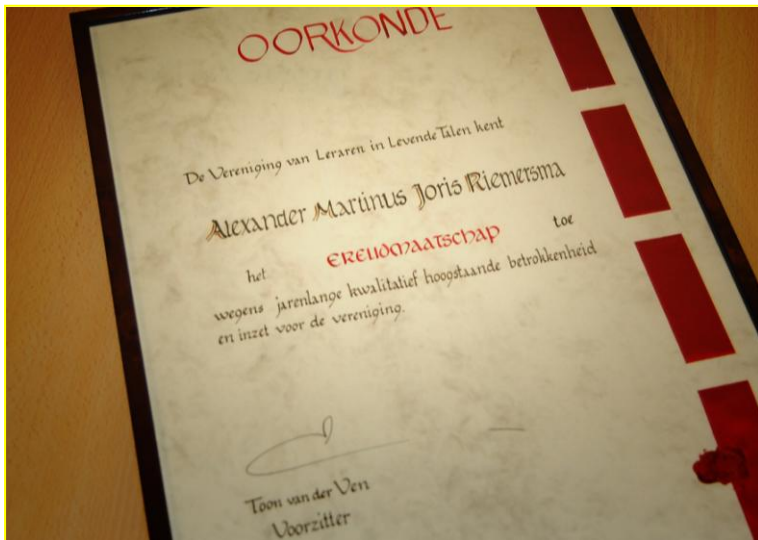 OORKONDE
De Vereniging van Leraren in Levende Talen kent
Alexander Martinus Joris Riemersma
het ERELIDMAATSCHAP toe
wegens jarenlange kwalitatief hoogstaande betrokkenheid
en inzet voor de vereniging.
Toon van der Ven
Voorzitter